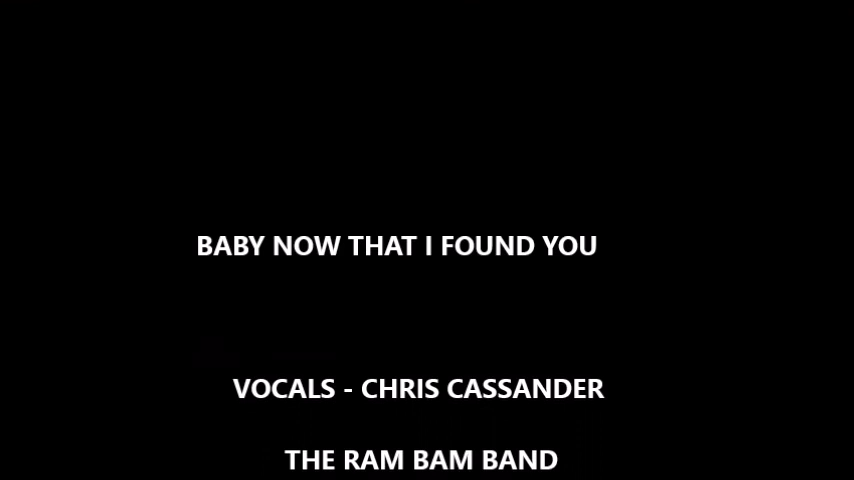 BABY NOW THAT I FOUND YOU
VOCALS - CHRIS CASSANDER
THE RAM BAM BAND